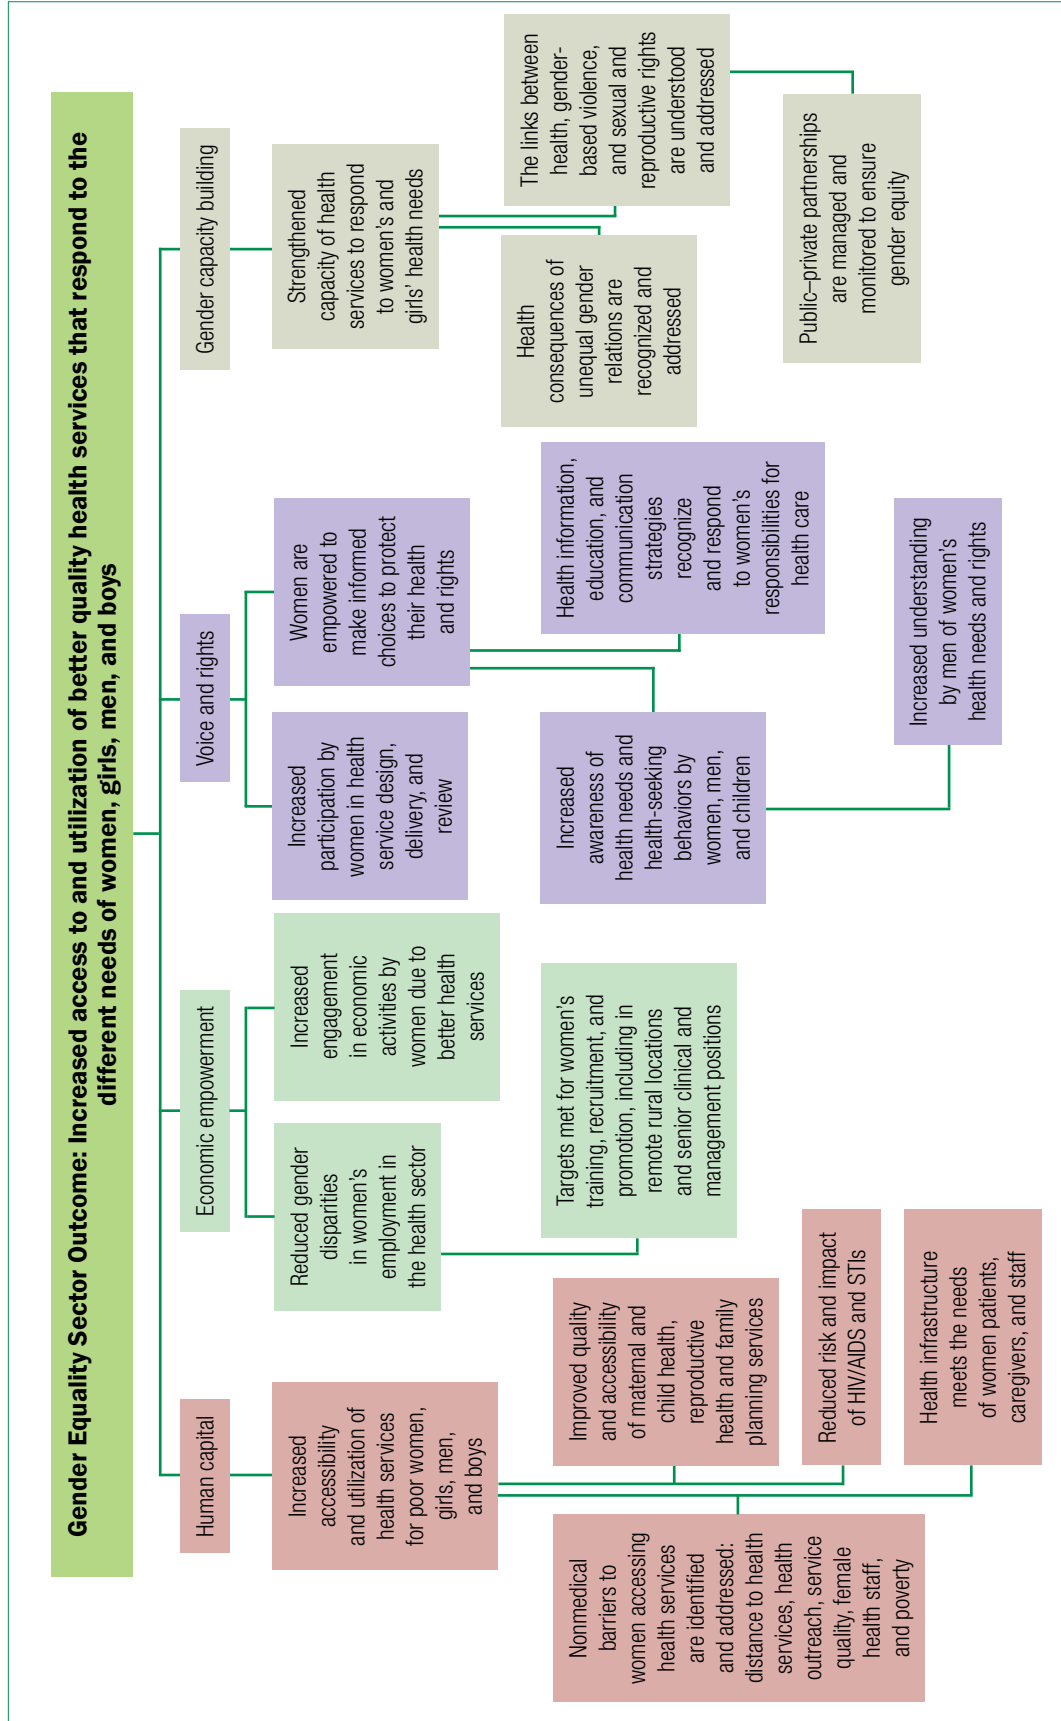 Gender Equality Sector Outcome: Increased access to and utilization of better quality health services that respond to the
different needs of women, girls, men, and boys
Human capital
Increased
accessibility
and utilization of
health services
for poor women,
girls, men,
and boys
Nonmedical
barriers to
women accessing
health services
are identified
and addressed:
distance to health
services, health
outreach, service
quality, female
health staff,
and poverty
Improved quality
and accessibility
of maternal and
child health,
reproductive
health and family
planning services
Reduced risk and impact
of HIV/AIDS and STIs
Health infrastructure
meets the needs
of women patients,
caregivers, and staff
Economic empowerment
Reduced gender
disparities
in women's
employment in
the health sector
Increased
engagement
in economic
activities by
women due to
better health
services
Targets met for women's
training, recruitment, and
promotion, including in
remote rural locations
and senior clinical and
management positions
Voice and rights
Increased
participation by
women in health
service design,
delivery, and
review
Women are
empowered to
make informed
choices to protect
their health
and rights
Increased
awareness of
health needs and
health-seeking
behaviors by
women, men,
and children
Health information,
education, and
communication
strategies
recognize
and respond
to women's
responsibilities for
health care
Increased understanding
by men of women's
health needs and rights
Gender capacity building
Strengthened
capacity of health
services to respond
to women's and
girls' health needs
Health
consequences of
unequal gender
relations are
recognized and
addressed
The links between
health, gender-
based violence,
and sexual and
reproductive rights
are understood
and addressed
Public–private partnerships
are managed and
monitored to ensure
gender equity